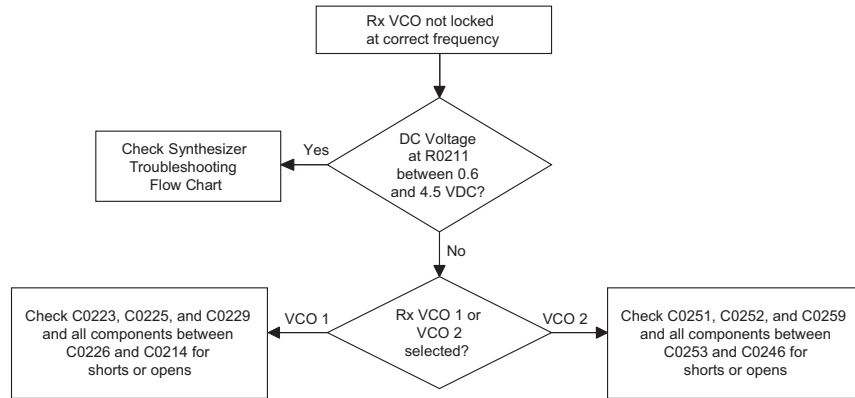 Rx VCO not locked
at correct frequency
DC Voltage
at R0211
between 0.6
and 4.5 VDC?
Yes
Check Synthesizer
Troubleshooting
Flow Chart
No
Rx VCO 1 or
VCO 2
selected?
VCO 1
Check C0223, C0225, and C0229
and all components between
C0226 and C0214 for
shorts or opens
VCO 2
Check C0251, C0252, and C0259
and all components between
C0253 and C0246 for
shorts or opens